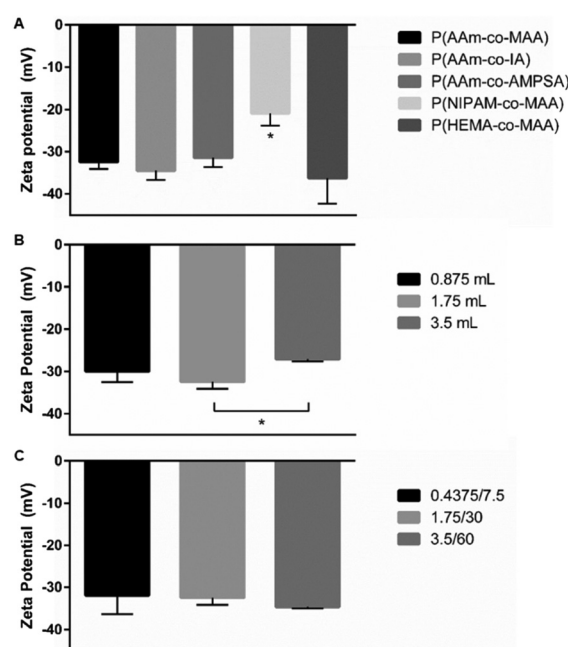 A
Zeta potential (mV)
0
-10
-20
-30
-40
*
P(AAm-co-MAA)
P(AAm-co-IA)
P(AAm-co-AMPSA)
P(NIPAM-co-MAA)
P(HEMA-co-MAA)
B
Zeta Potential (mV)
0
-10
-20
-30
-40
*
0.875 mL
1.75 mL
3.5 mL
C
Zeta Potential (mV)
0
-10
-20
-30
-40
0.4375/7.5
1.75/30
3.5/60